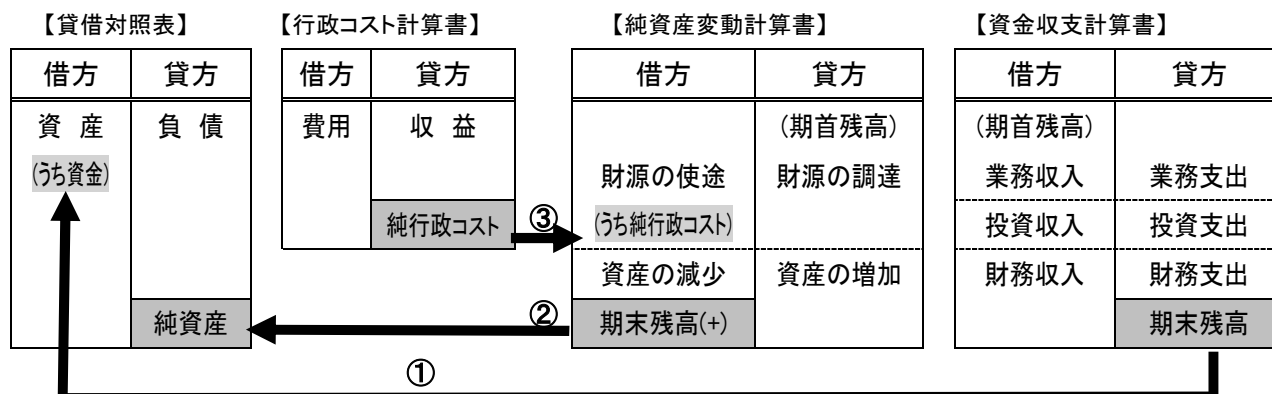 【貸借対照表】 【行政コスト計算書】 【純資産変動計算書】 【資金収支計算書】
借方 貸方 借方 貸方 借方 貸方 借方 貸方
資 産 負 債 費用 収 益 (期首残高) (期首残高)
(うち資金) 財源の使途 財源の調達 業務収入 業務支出
純行政コスト ③ (うち純行政コスト) 投資収入 投資支出
資産の減少 資産の増加 財務収入 財務支出
純資産 ② 期末残高(+) 期末残高
①